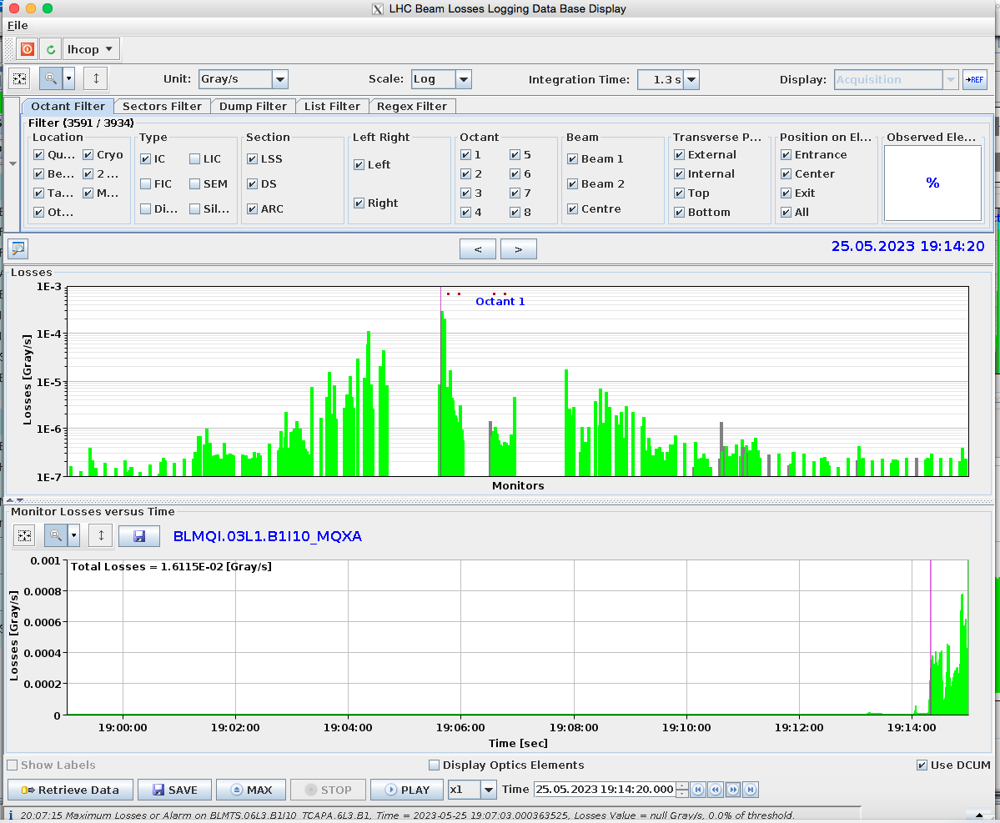 LHC Beam Losses Logging Data Base Display
File
lhcop
Unit: Gray/s Scale: Log Integration Time: 1.3 s Display: Acquisition →REF
Octant Filter Sectors Filter Dump Filter List Filter Regex Filter
Filter (3591 / 3934)
Location Type Section Left Right Octant Beam Transverse P... Position on El... Observed Ele...
Qu... Cryo IC LIC LSS Left 1 5 Beam 1 External Entrance
Be... 2 ... FIC SEM DS 2 6 Beam 2 Internal Center %
Ta... M... Di... Sil... ARC Right 3 7 Centre Top Exit
Ot... 4 8 Bottom All
< > 25.05.2023 19:14:20
Losses
1E-3
Octant 1
1E-4
1E-5
1E-6
1E-7
Losses [Gray/s]
Monitors
Monitor Losses versus Time
BLMQI.03L1.B1I10_MQXA
0.001 Total Losses = 1.6115E-02 [Gray/s]
0.0008
0.0006
0.0004
0.0002
0
Losses [Gray/s]
19:00:00 19:02:00 19:04:00 19:06:00 19:08:00 19:10:00 19:12:00 19:14:00
Time [sec]
Show Labels Display Optics Elements Use DCUM
Retrieve Data SAVE MAX STOP PLAY x1 Time 25.05.2023 19:14:20.000
20:07:15 Maximum Losses or Alarm on BLMTS.06L3.B1I10_TCAPA.6L3.B1, Time = 2023-05-25 19:07:03.000363525, Losses Value = null Gray/s, 0.0% of threshold.